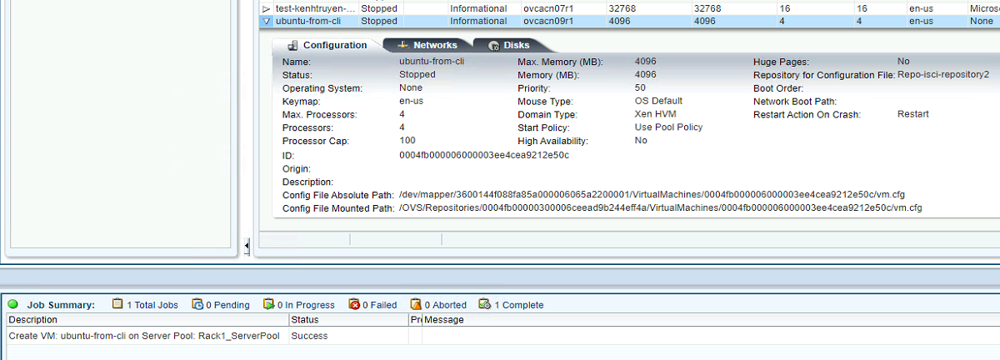 test-kenhtruyen-... Stopped Informational ovcacn07r1 32768 32768 16 16 en-us Micros
ubuntu-from-cli Stopped Informational ovcacn09r1 4096 4096 4 4 en-us None
Configuration Networks Disks
Name: ubuntu-from-cli Max. Memory (MB): 4096 Huge Pages: No
Status: Stopped Memory (MB): 4096 Repository for Configuration File: Repo-isci-repository2
Operating System: None Priority: 50 Boot Order:
Keymap: en-us Mouse Type: OS Default Network Boot Path:
Max. Processors: 4 Domain Type: Xen HVM Restart Action On Crash: Restart
Processors: 4 Start Policy: Use Pool Policy
Processor Cap: 100 High Availability: No
ID: 0004fb000006000003ee4cea9212e50c
Origin:
Description:
Config File Absolute Path: /dev/mapper/3600144f088fa85a000006065a2200001/VirtualMachines/0004fb000006000003ee4cea9212e50c/vm.cfg
Config File Mounted Path: /OVS/Repositories/0004fb00000300006ceead9b244eff4a/VirtualMachines/0004fb000006000003ee4cea9212e50c/vm.cfg
Job Summary: 1 Total Jobs 0 Pending 0 In Progress 0 Failed 0 Aborted 1 Complete
Description Status Pr Message
Create VM: ubuntu-from-cli on Server Pool: Rack1_ServerPool Success